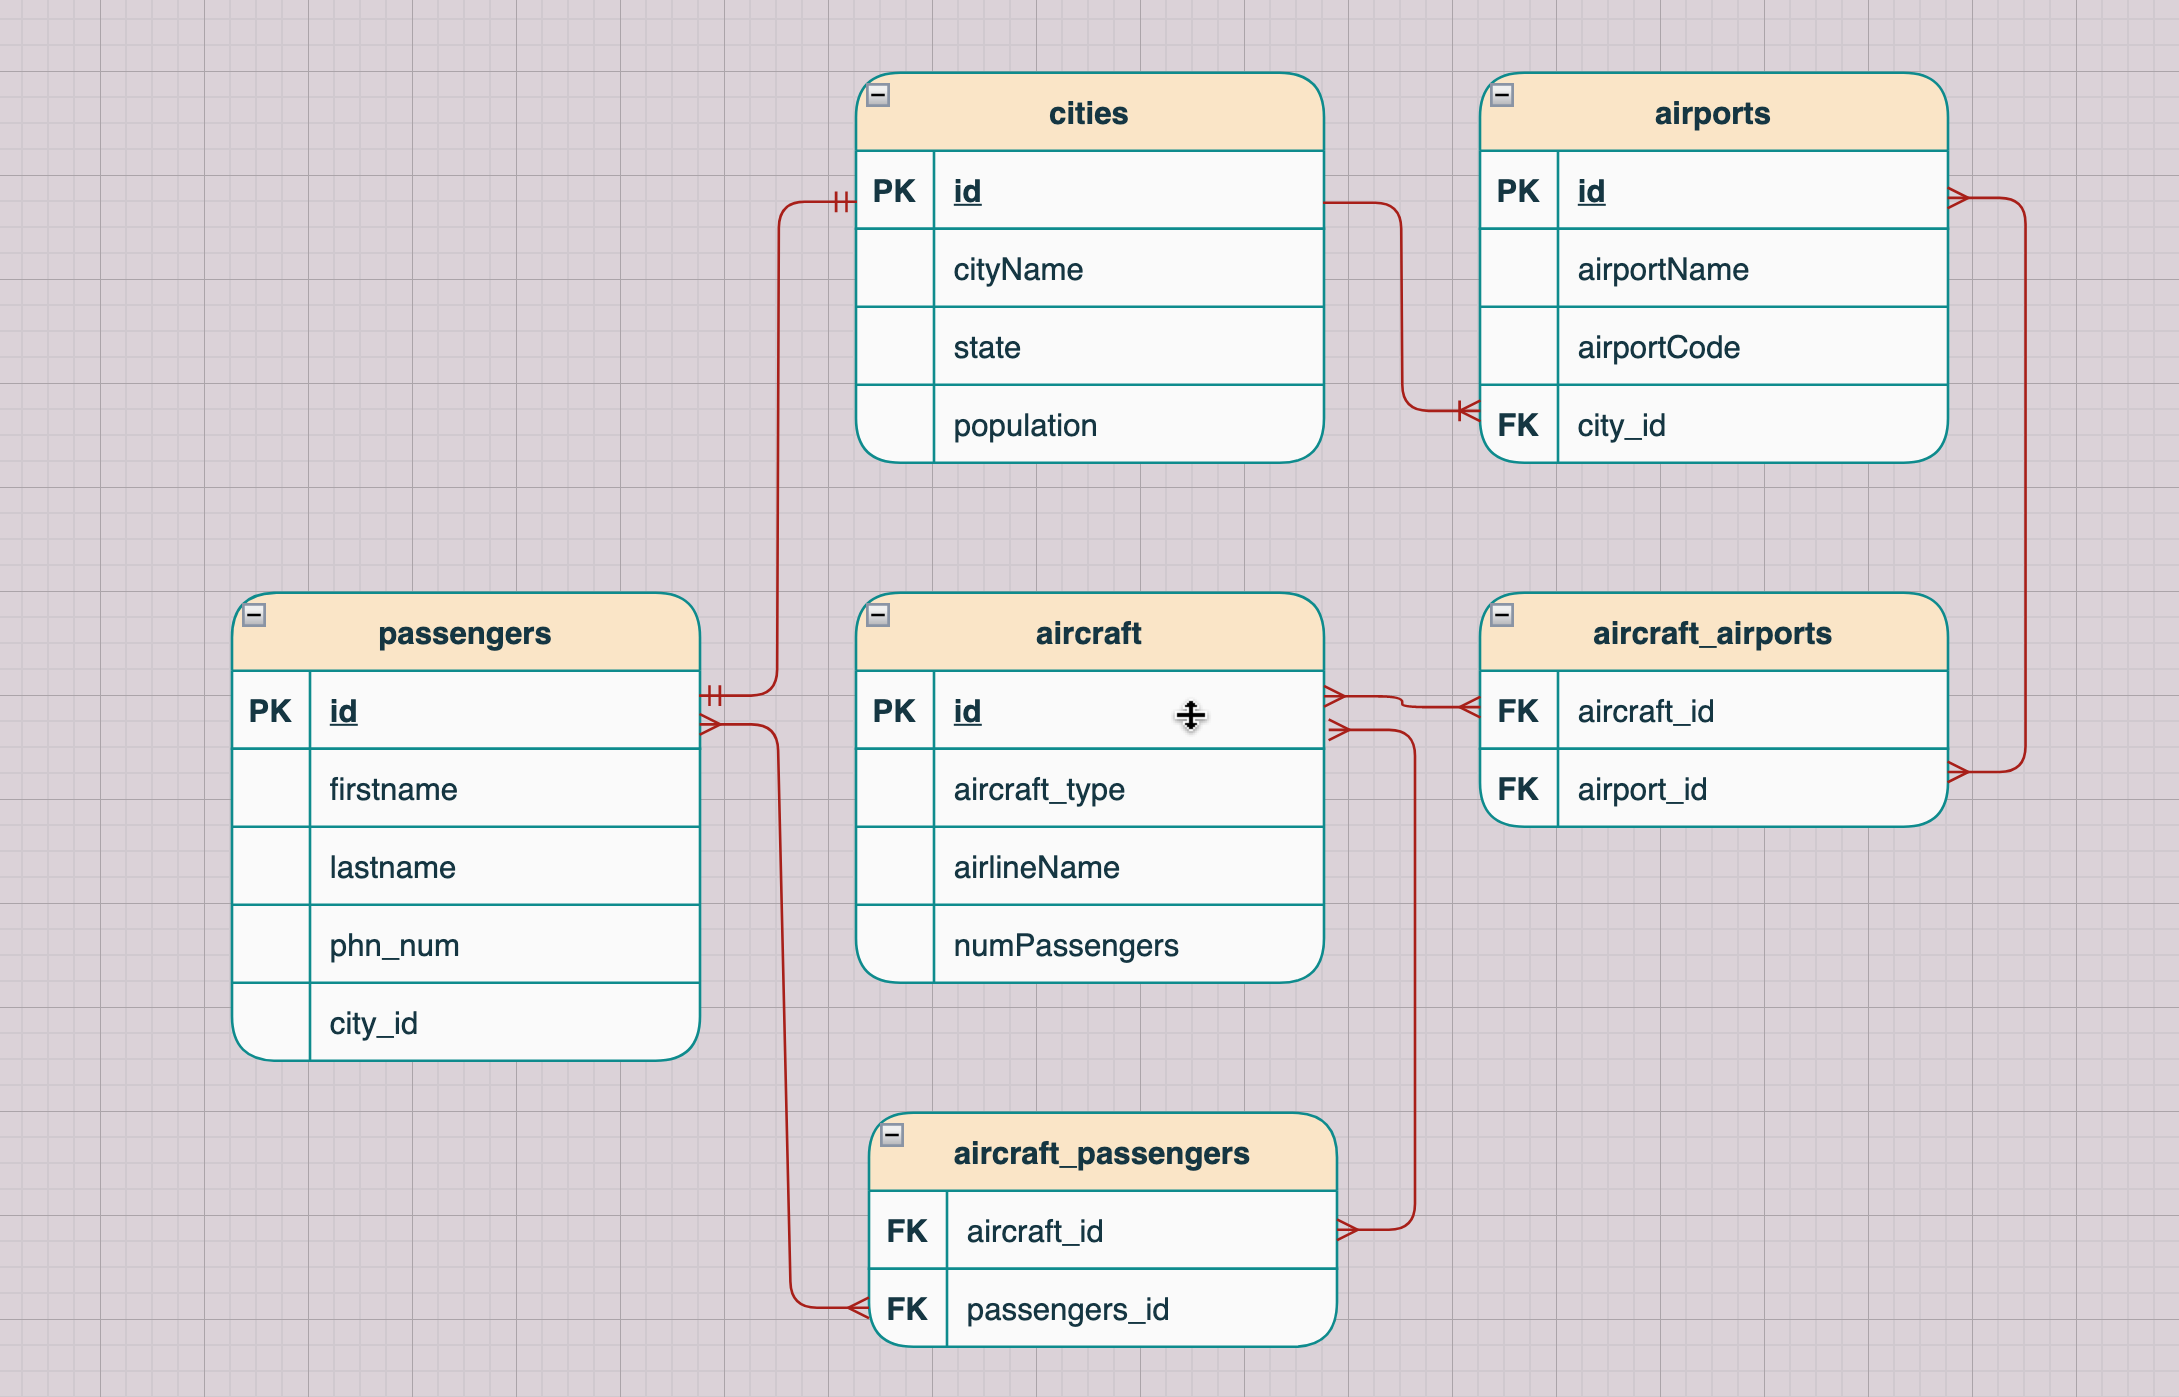 cities
PK id
cityName
state
population
airports
PK id
airportName
airportCode
FK city_id
passengers
PK id
firstname
lastname
phn_num
city_id
aircraft
PK id
aircraft_type
airlineName
numPassengers
aircraft_airports
FK aircraft_id
FK airport_id
aircraft_passengers
FK aircraft_id
FK passengers_id